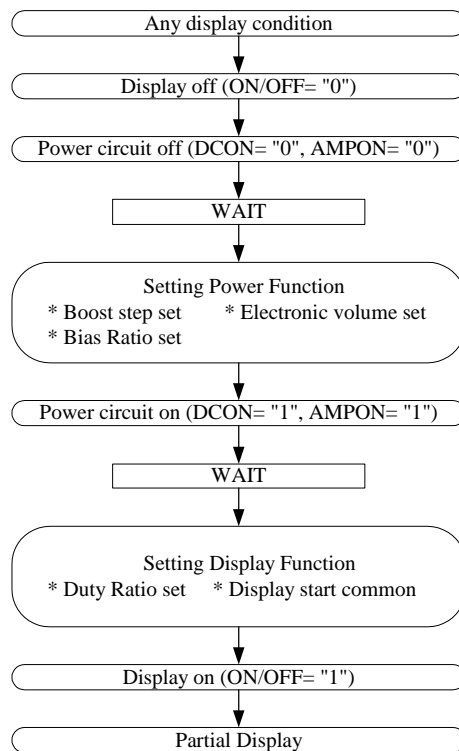 Any display condition
Display off (ON/OFF= "0")
Power circuit off (DCON= "0", AMPON= "0")
WAIT
Setting Power Function
* Boost step set * Electronic volume set
* Bias Ratio set
Power circuit on (DCON= "1", AMPON= "1")
WAIT
Setting Display Function
* Duty Ratio set * Display start common
Display on (ON/OFF= "1")
Partial Display